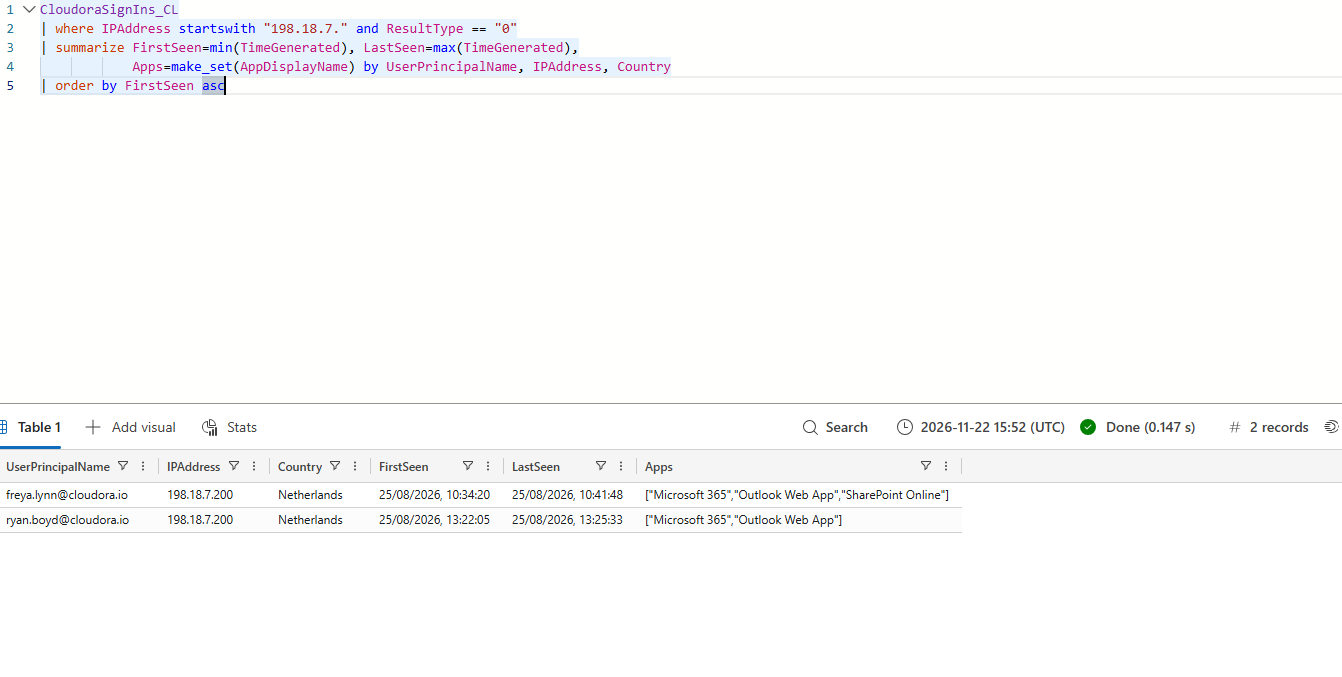 1 CloudoraSignIns_CL
2 | where IPAddress startswith "198.18.7." and ResultType == "0"
3 | summarize FirstSeen=min(TimeGenerated), LastSeen=max(TimeGenerated),
4 Apps=make_set(AppDisplayName) by UserPrincipalName, IPAddress, Country
5 | order by FirstSeen asc
Table 1 Add visual Stats Search 2026-11-22 15:52 (UTC) Done (0.147 s) # 2 records
UserPrincipalName IPAddress Country FirstSeen LastSeen Apps
freya.lynn@cloudora.io 198.18.7.200 Netherlands 25/08/2026, 10:34:20 25/08/2026, 10:41:48 ["Microsoft 365","Outlook Web App","SharePoint Online"]
ryan.boyd@cloudora.io 198.18.7.200 Netherlands 25/08/2026, 13:22:05 25/08/2026, 13:25:33 ["Microsoft 365","Outlook Web App"]